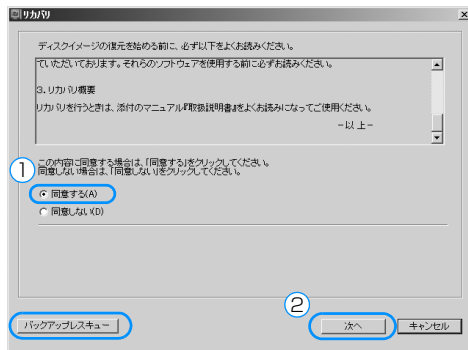 リカバリ
ディスクイメージの復元を始める前に、必ず以下をよくお読みください。
ていただいております。それらのソフトウェアを使用する前に必ずお読みください。
3. リカバリ概要
リカバリを行うときは、添付のマニュアル『取扱説明書』をよくお読みになってご使用ください。
－以 上－
この内容に同意する場合は、「同意する」をクリックしてください。
同意しない場合は、「同意しない」をクリックしてください。
1
同意する(A)
同意しない(D)
2
バックアップレスキュー
次へ
キャンセル